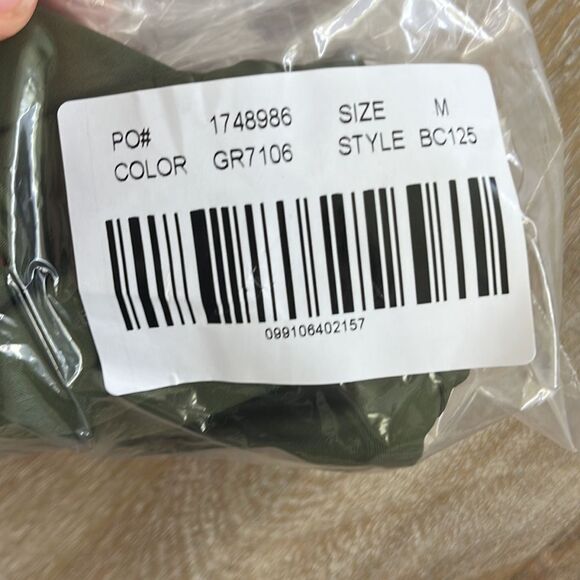 PO# 1748986 SIZE M
COLOR GR7106 STYLE BC125
099106402157